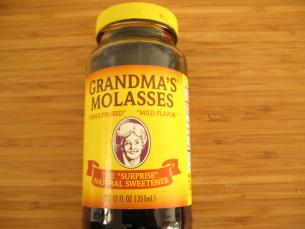 GRANDMA'S
MOLASSES
"UNSULPHURED" "MILD FLAVOR"
THE "SURPRISE"
NATURAL SWEETENER
12 FL OZ (355mL)